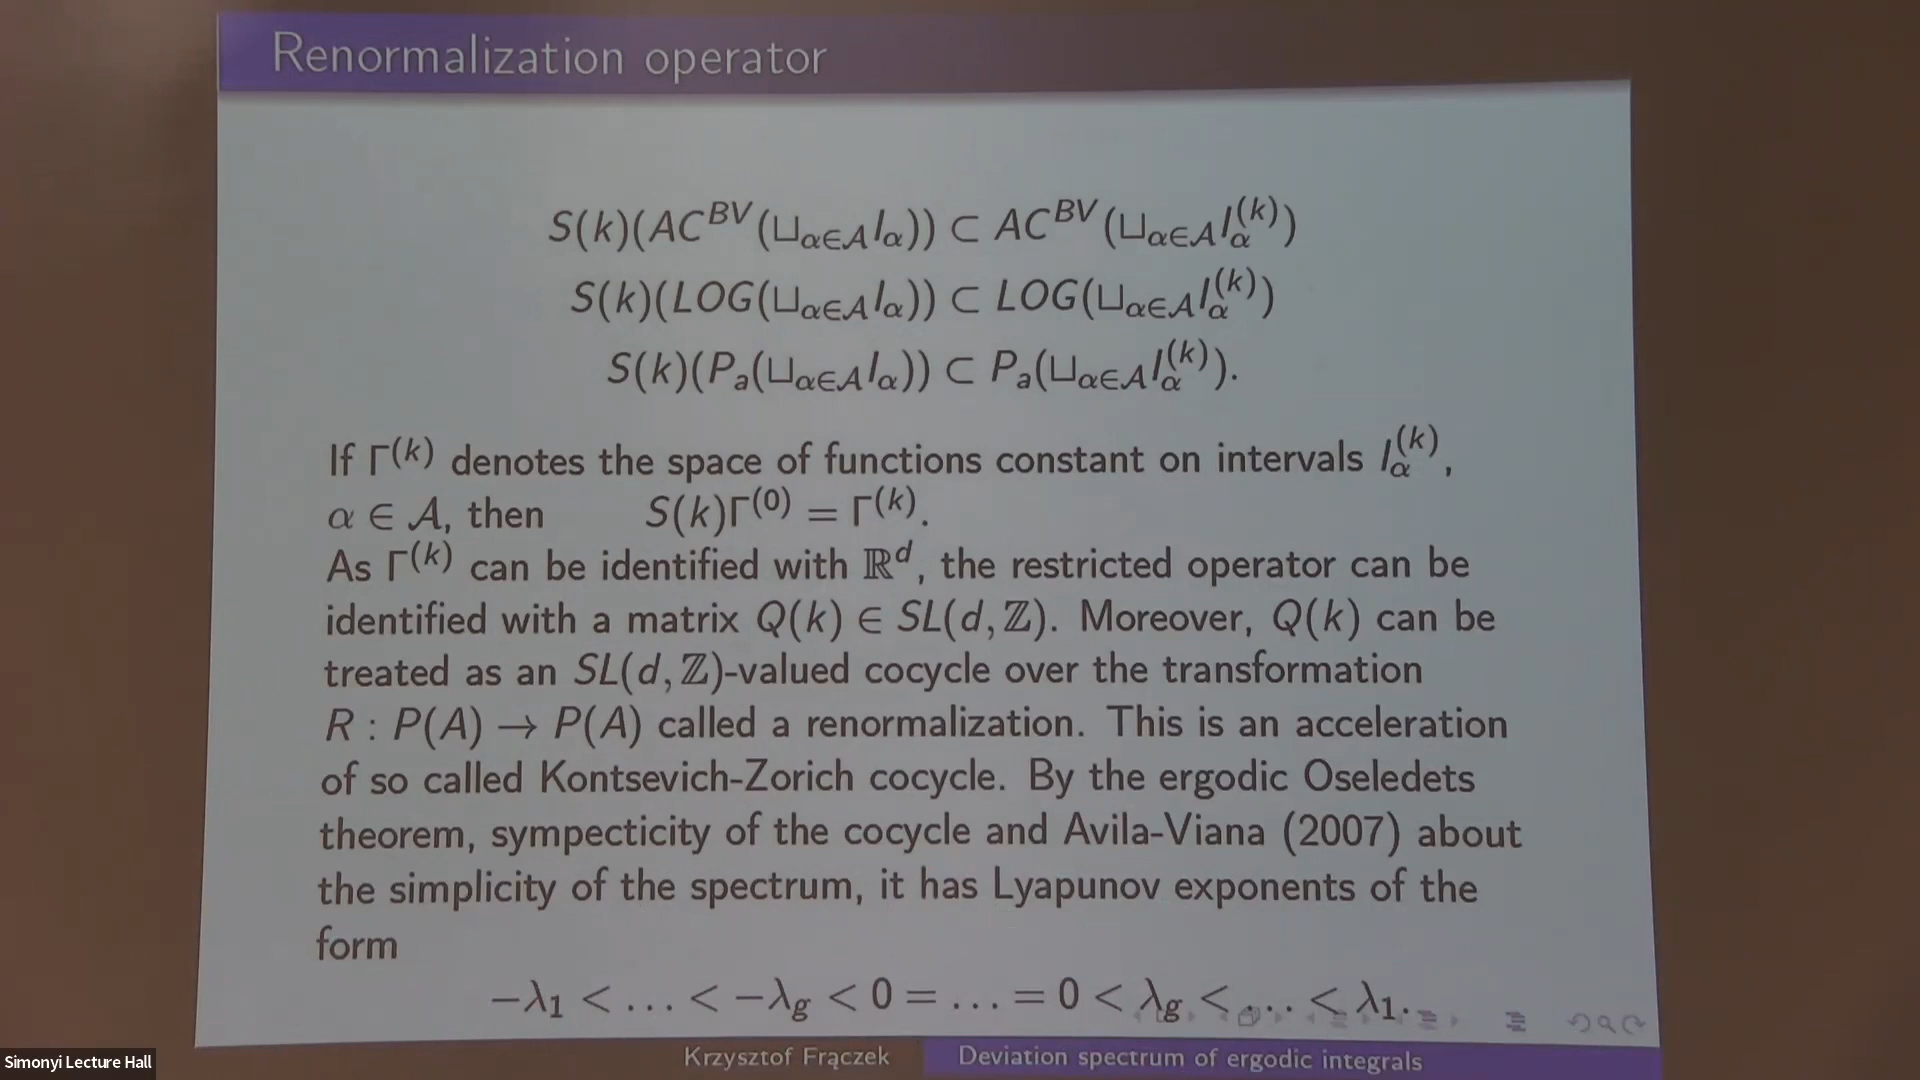 Renormalization operator
S(k)(AC^{BV}(⊔_{α∈𝒜} I_α)) ⊂ AC^{BV}(⊔_{α∈𝒜} I_α^{(k)})
S(k)(LOG(⊔_{α∈𝒜} I_α)) ⊂ LOG(⊔_{α∈𝒜} I_α^{(k)})
S(k)(P_a(⊔_{α∈𝒜} I_α)) ⊂ P_a(⊔_{α∈𝒜} I_α^{(k)}).
If Γ^{(k)} denotes the space of functions constant on intervals I_α^{(k)},
α ∈ 𝒜, then S(k)Γ^{(0)} = Γ^{(k)}.
As Γ^{(k)} can be identified with ℝ^d, the restricted operator can be
identified with a matrix Q(k) ∈ SL(d, ℤ). Moreover, Q(k) can be
treated as an SL(d, ℤ)-valued cocycle over the transformation
R : P(A) → P(A) called a renormalization. This is an acceleration
of so called Kontsevich-Zorich cocycle. By the ergodic Oseledets
theorem, sympecticity of the cocycle and Avila-Viana (2007) about
the simplicity of the spectrum, it has Lyapunov exponents of the
form
−λ_1 < … < −λ_g < 0 = … = 0 < λ_g < … < λ_1.
Krzysztof Frączek Deviation spectrum of ergodic integrals
Simonyi Lecture Hall